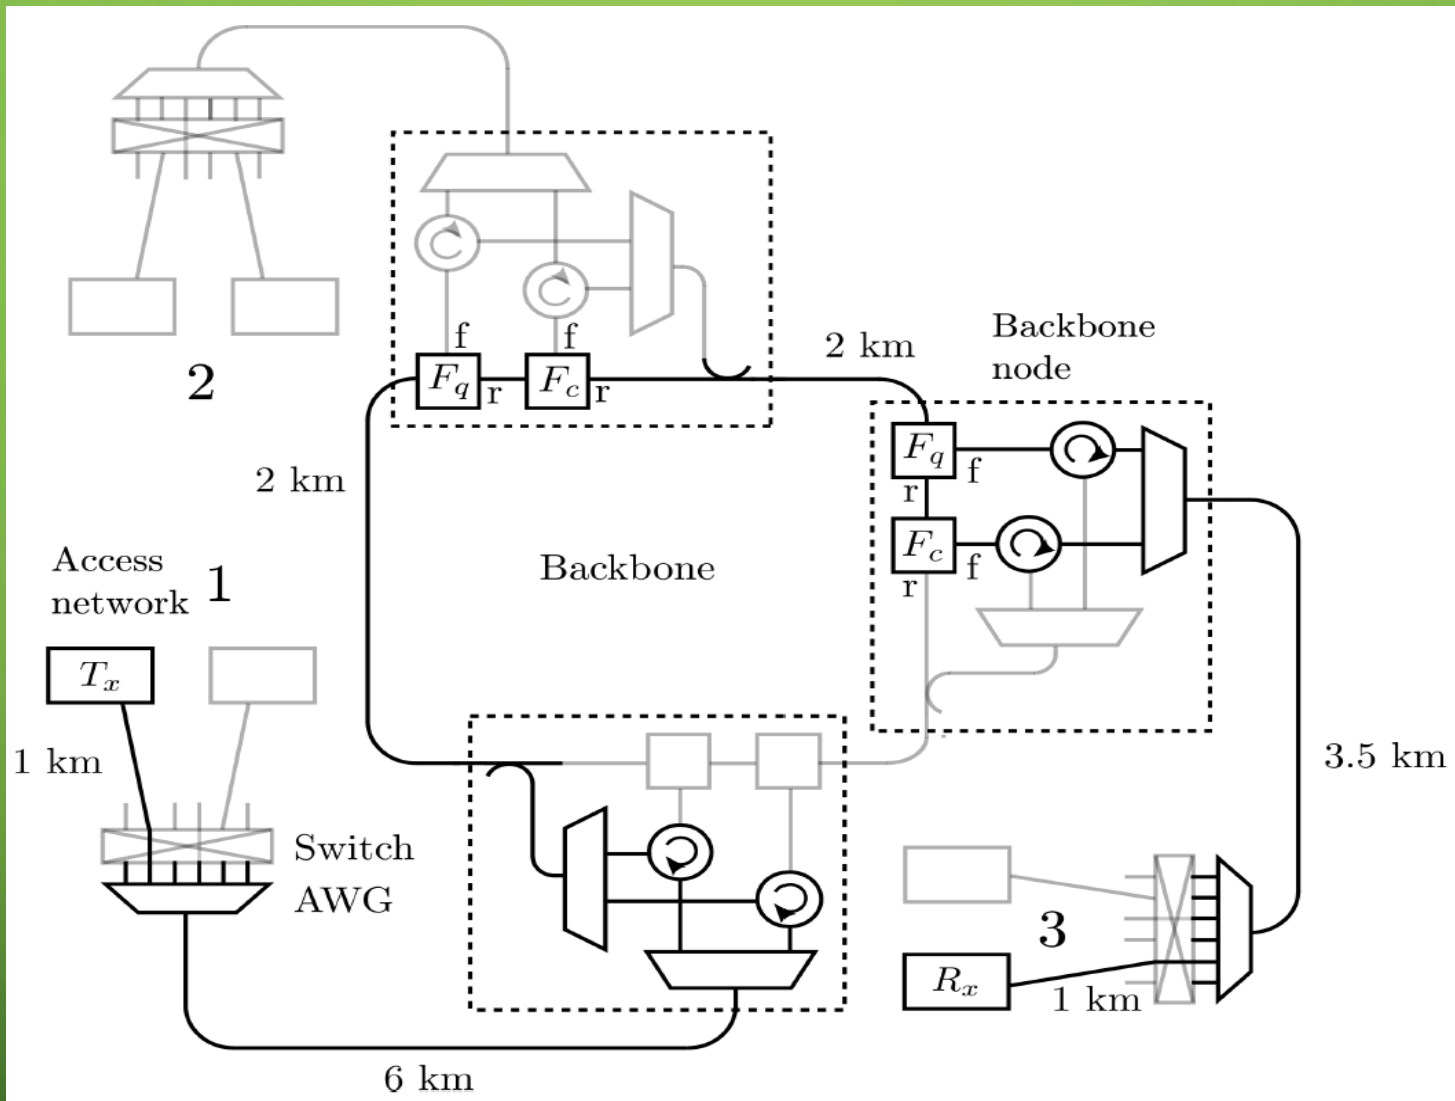 f
f
F_q
r
F_c
r
2
2 km
Backbone
node
F_q
f
r
F_c
f
r
2 km
Access
network 1
Backbone
T_x
1 km
Switch
AWG
3.5 km
3
R_x
1 km
6 km